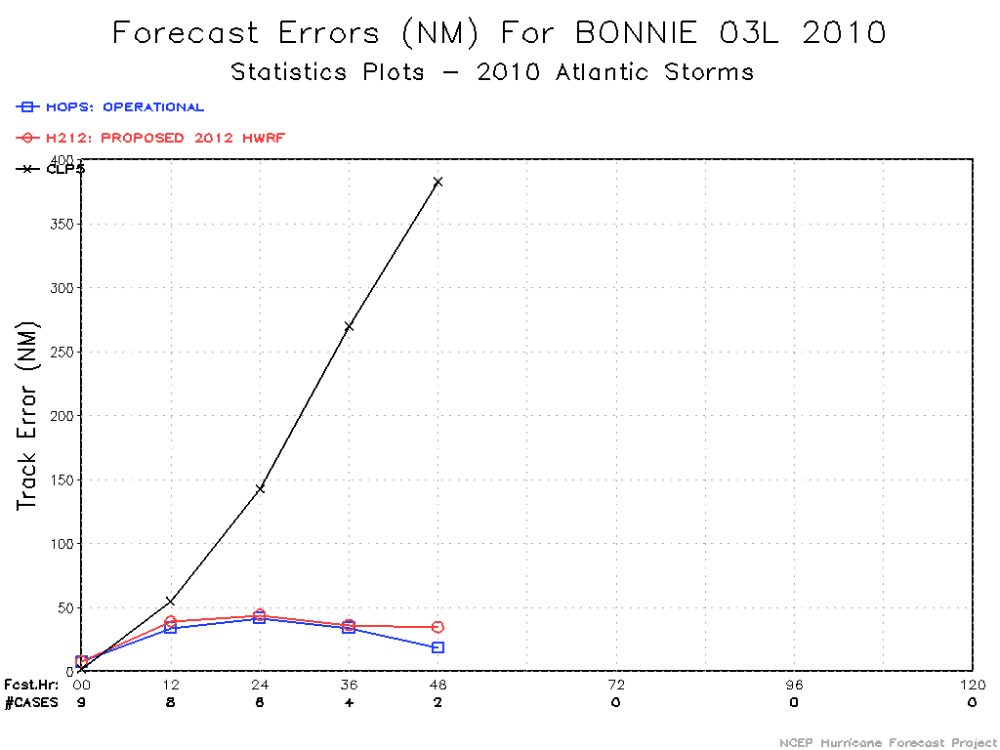 Forecast Errors (NM) For BONNIE 03L 2010
Statistics Plots – 2010 Atlantic Storms
HOPS: OPERATIONAL
H212: PROPOSED 2012 HWRF
CLP5
400
350
300
250
200
150
100
50
0
Track Error (NM)
Fcst.Hr: 00 12 24 36 48 72 96 120
#CASES 9 8 6 4 2 0 0 0
NCEP Hurricane Forecast Project